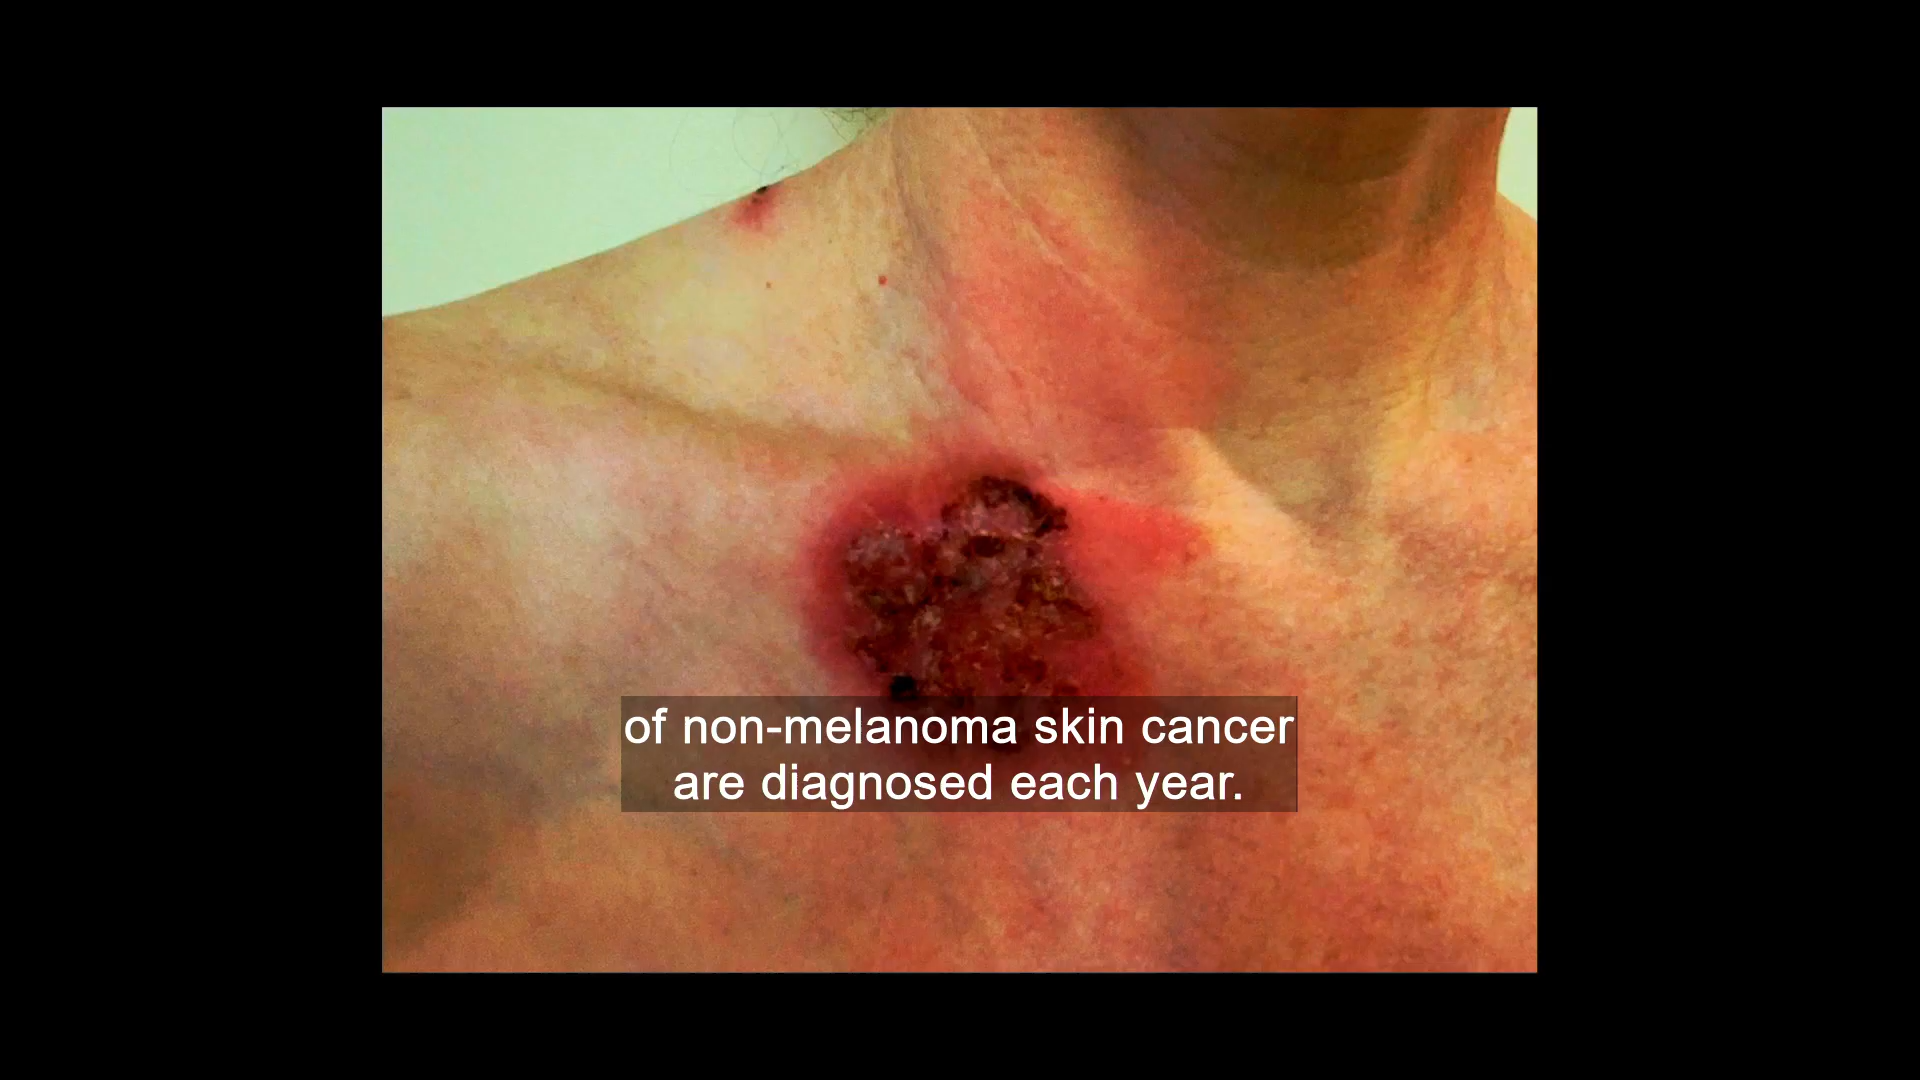 of non-melanoma skin cancer
are diagnosed each year.